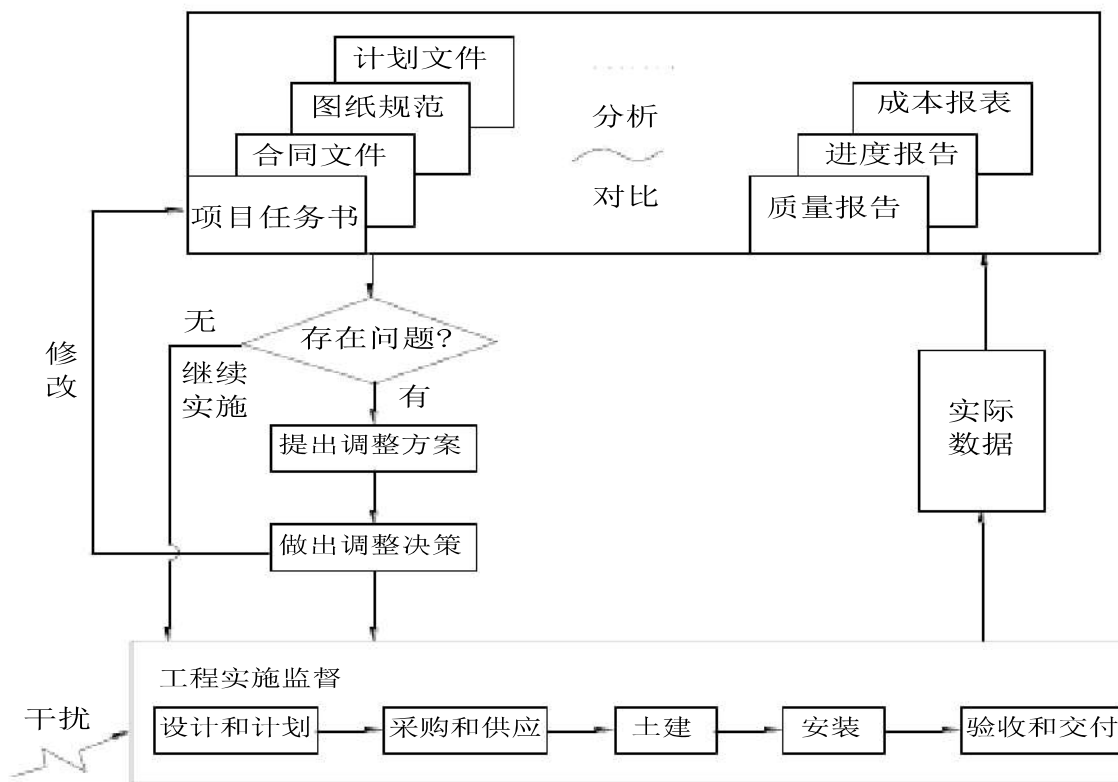 计划文件
图纸规范
合同文件
项目任务书
分析
对比
成本报表
进度报告
质量报告
存在问题?
无
继续
实施
有
修
改
提出调整方案
做出调整决策
实际
数据
工程实施监督
干扰
设计和计划
采购和供应
土建
安装
验收和交付